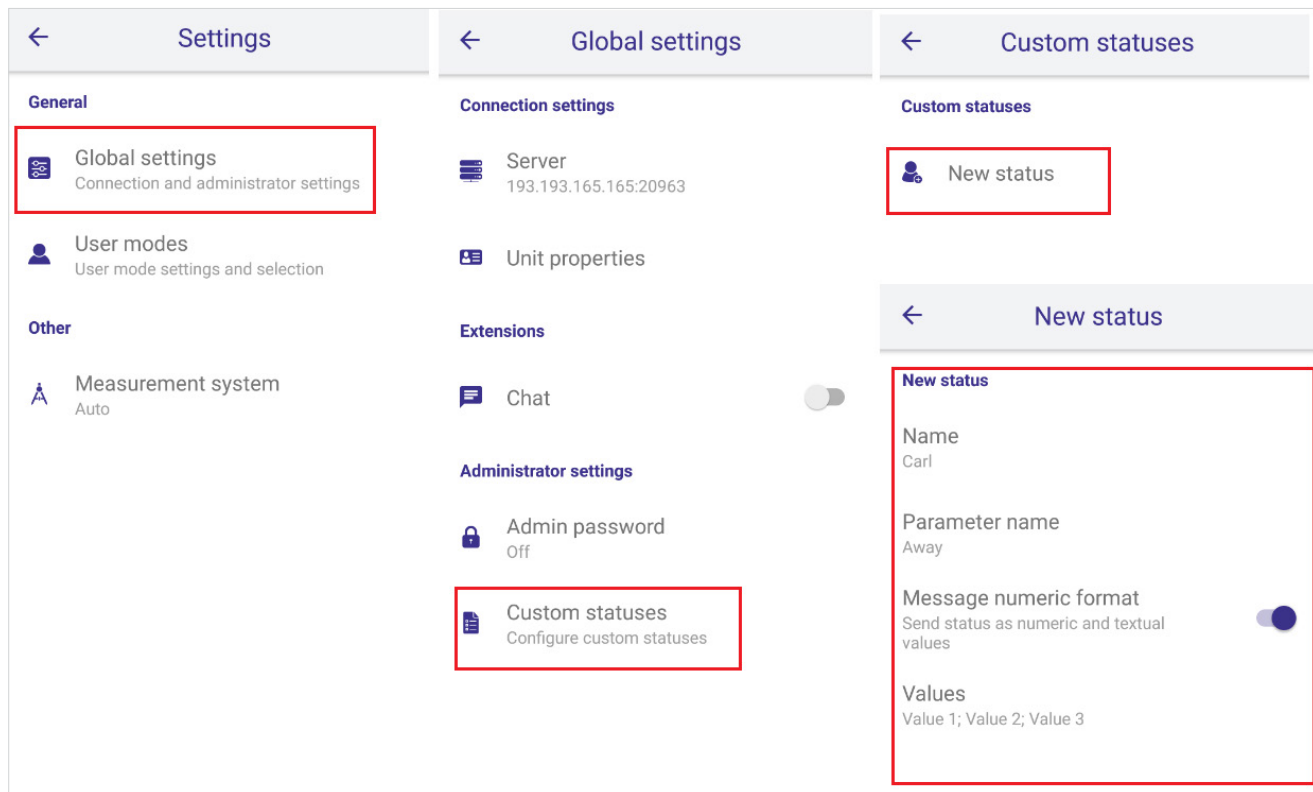 Settings
General
Global settings
Connection and administrator settings
User modes
User mode settings and selection
Other
Measurement system
Auto
Global settings
Connection settings
Server
193.193.165.165:20963
Unit properties
Extensions
Chat
Administrator settings
Admin password
Off
Custom statuses
Configure custom statuses
Custom statuses
Custom statuses
New status
New status
New status
Name
Carl
Parameter name
Away
Message numeric format
Send status as numeric and textual
values
Values
Value 1; Value 2; Value 3